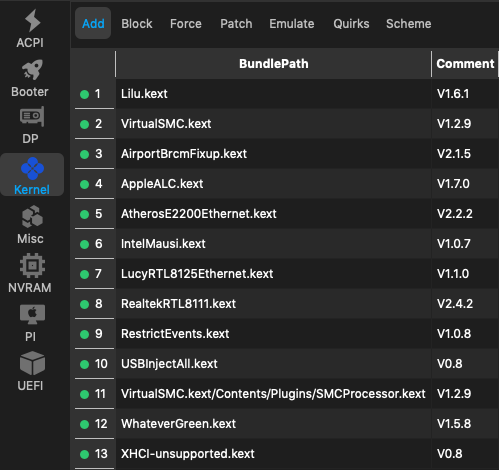 ACPI
Booter
DP
Kernel
Misc
NVRAM
PI
UEFI
Add Block Force Patch Emulate Quirks Scheme
BundlePath Comment
1 Lilu.kext V1.6.1
2 VirtualSMC.kext V1.2.9
3 AirportBrcmFixup.kext V2.1.5
4 AppleALC.kext V1.7.0
5 AtherosE2200Ethernet.kext V2.2.2
6 IntelMausi.kext V1.0.7
7 LucyRTL8125Ethernet.kext V1.1.0
8 RealtekRTL8111.kext V2.4.2
9 RestrictEvents.kext V1.0.8
10 USBInjectAll.kext V0.8
11 VirtualSMC.kext/Contents/Plugins/SMCProcessor.kext V1.2.9
12 WhateverGreen.kext V1.5.8
13 XHCI-unsupported.kext V0.8